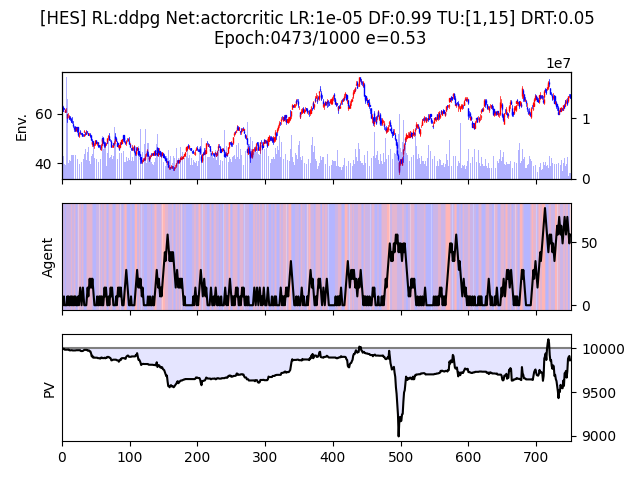 [HES] RL:ddpg Net:actorcritic LR:1e-05 DF:0.99 TU:[1,15] DRT:0.05
Epoch:0473/1000 e=0.53
1e7
Env.
60
40
1
0
Agent
50
0
PV
10000
9500
9000
0
100
200
300
400
500
600
700